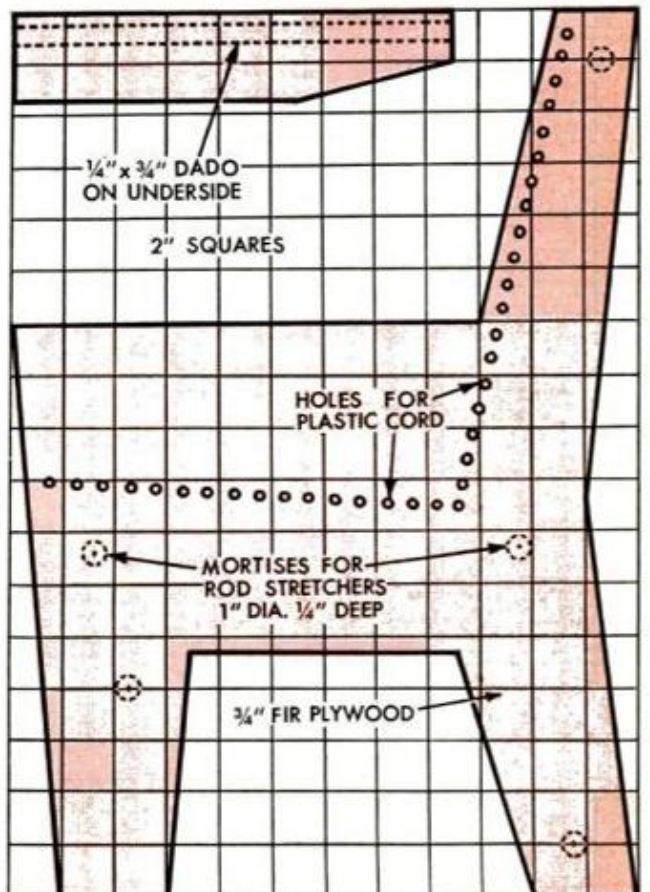 ¼" x ¾" DADO
ON UNDERSIDE
2" SQUARES
HOLES FOR
PLASTIC CORD
MORTISES FOR
ROD STRETCHERS
1" DIA. ¼" DEEP
¾" FIR PLYWOOD